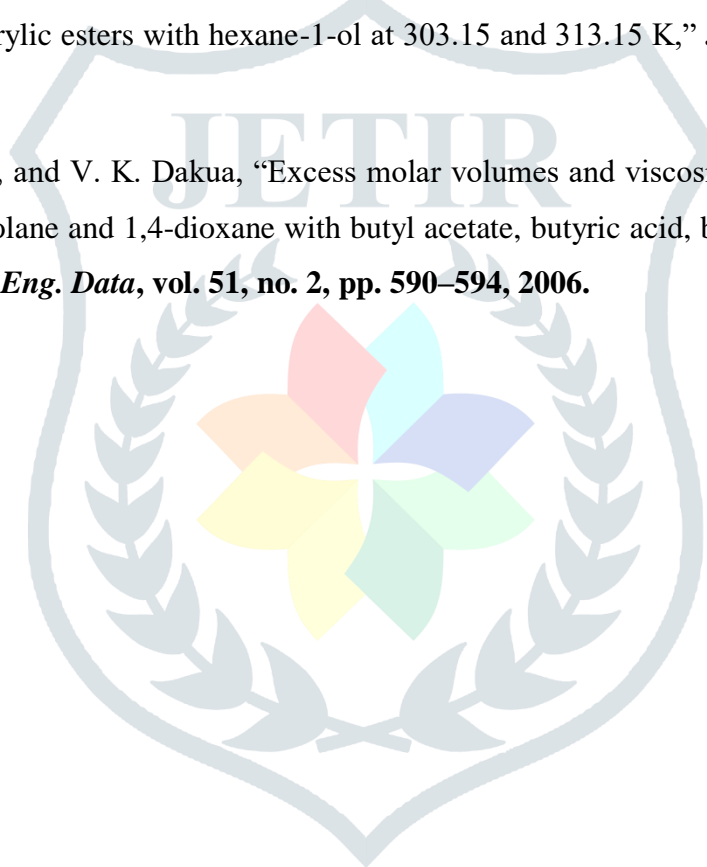 rylic esters with hexane-1-ol at 303.15 and 313.15 K,”
JETIR
, and V. K. Dakua, “Excess molar volumes and viscosi
olane and 1,4-dioxane with butyl acetate, butyric acid, b
Eng. Data, vol. 51, no. 2, pp. 590–594, 2006.